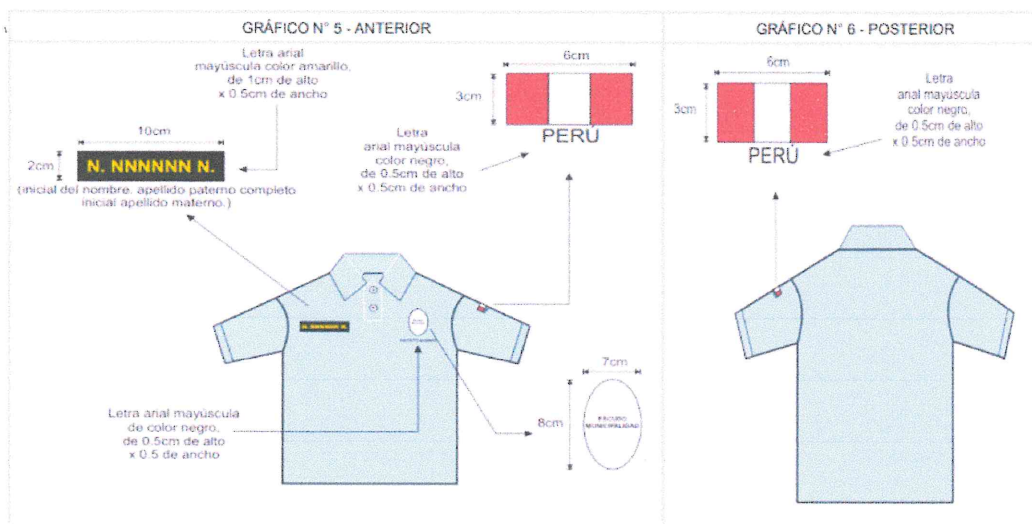 GRÁFICO N° 5 - ANTERIOR
Letra arial
mayúscula color amarillo,
de 1cm de alto
x 0.5cm de ancho
10cm
2cm
N. NNNNNN N.
(inicial del nombre. apellido paterno completo
inicial apellido materno.)
6cm
3cm
PERÚ
Letra
arial mayúscula
color negro,
de 0.5cm de alto
x 0.5cm de ancho
N. NNNNNN N.
Letra arial mayúscula
de color negro,
de 0.5cm de alto
x 0.5 de ancho
7cm
8cm
ESCUDO
MUNICIPALIDAD
GRÁFICO N° 6 - POSTERIOR
6cm
3cm
PERÚ
Letra
arial mayúscula
color negro,
de 0.5cm de alto
x 0.5cm de ancho